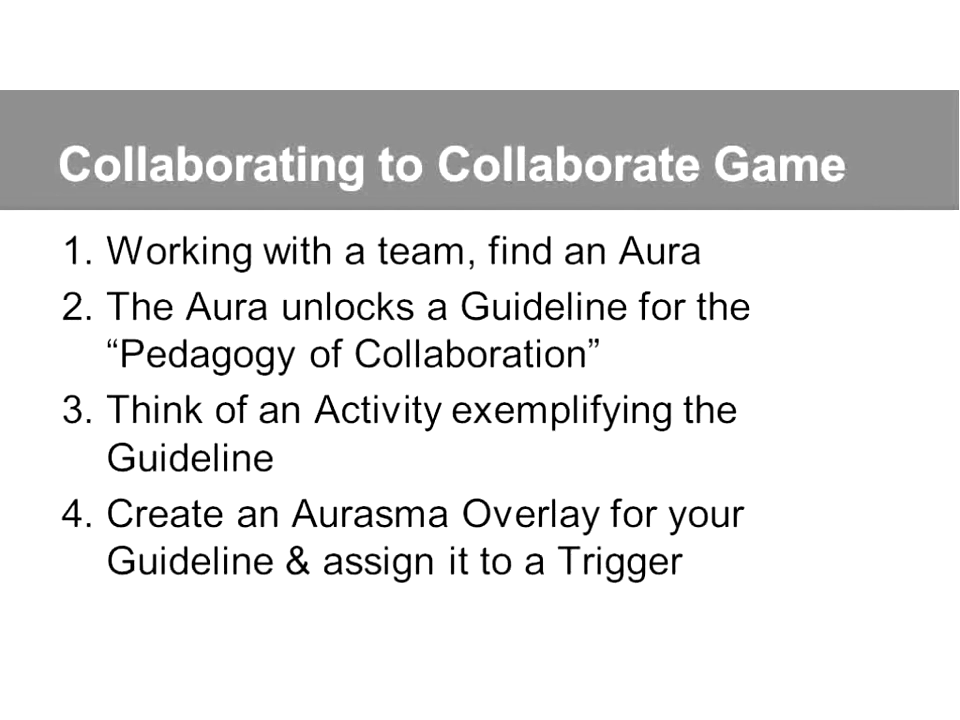 Collaborating to Collaborate Game
1. Working with a team, find an Aura
2. The Aura unlocks a Guideline for the
“Pedagogy of Collaboration”
3. Think of an Activity exemplifying the
Guideline
4. Create an Aurasma Overlay for your
Guideline & assign it to a Trigger